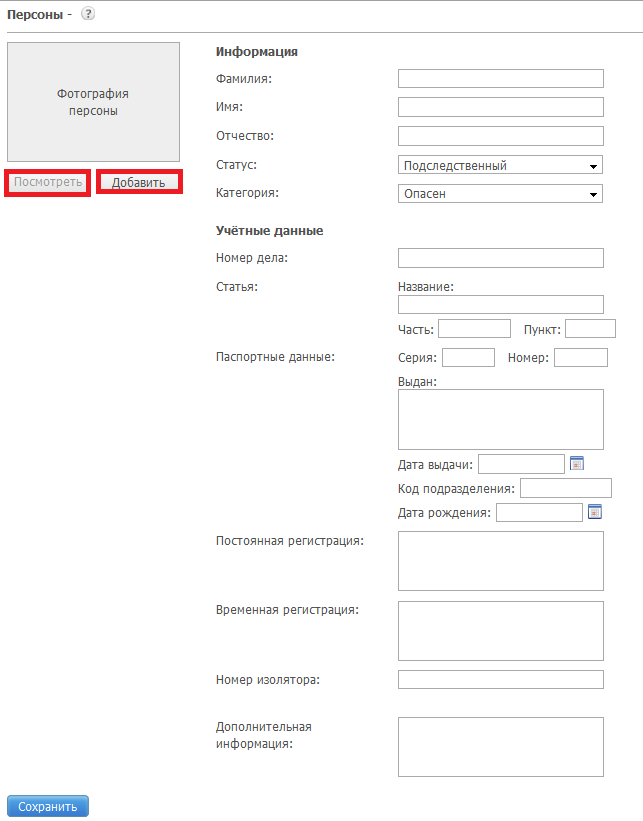 Персоны - ?
Фотография
персоны
Посмотреть Добавить
Информация
Фамилия:
Имя:
Отчество:
Статус: Подследственный
Категория: Опасен
Учётные данные
Номер дела:
Статья: Название:
Часть: Пункт:
Паспортные данные: Серия: Номер:
Выдан:
Дата выдачи:
Код подразделения:
Дата рождения:
Постоянная регистрация:
Временная регистрация:
Номер изолятора:
Дополнительная
информация:
Сохранить